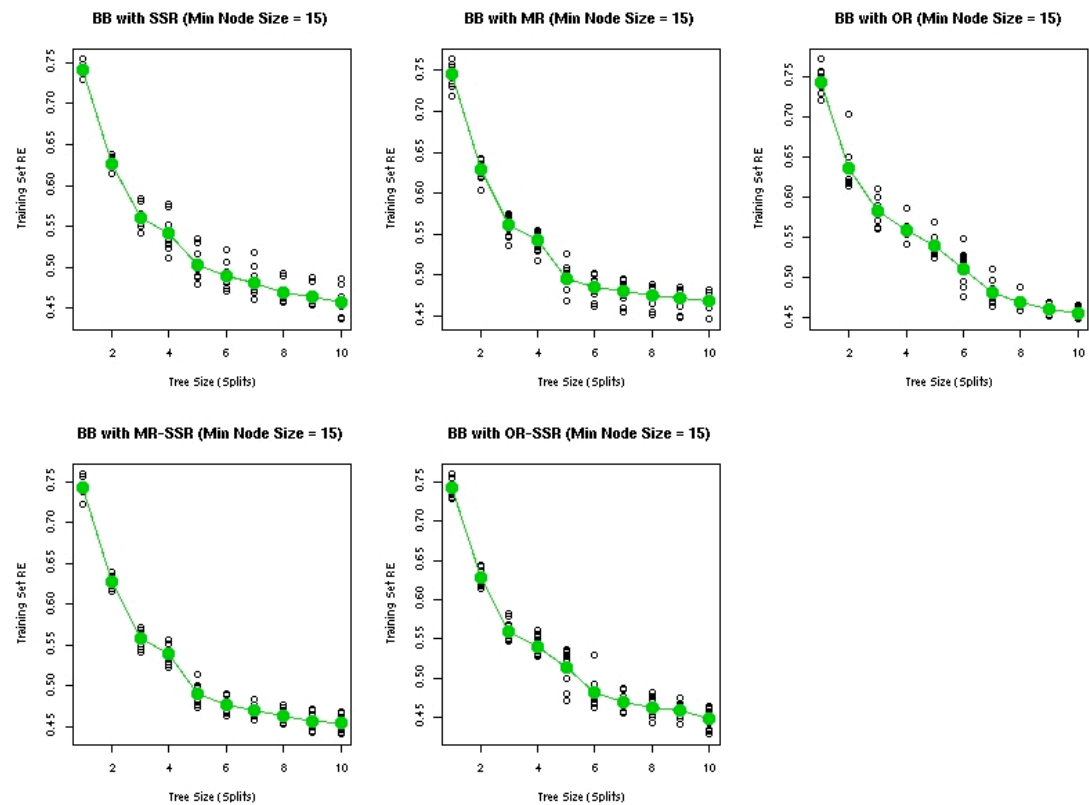 BB with SSR (Min Node Size = 15)
Training Set RE
0.75
0.70
0.65
0.60
0.55
0.50
0.45
2 4 6 8 10
Tree Size (Splits)
BB with MR (Min Node Size = 15)
Training Set RE
0.75
0.70
0.65
0.60
0.55
0.50
0.45
2 4 6 8 10
Tree Size (Splits)
BB with OR (Min Node Size = 15)
Training Set RE
0.75
0.70
0.65
0.60
0.55
0.50
0.45
2 4 6 8 10
Tree Size (Splits)
BB with MR-SSR (Min Node Size = 15)
Training Set RE
0.75
0.70
0.65
0.60
0.55
0.50
0.45
2 4 6 8 10
Tree Size (Splits)
BB with OR-SSR (Min Node Size = 15)
Training Set RE
0.75
0.70
0.65
0.60
0.55
0.50
0.45
2 4 6 8 10
Tree Size (Splits)